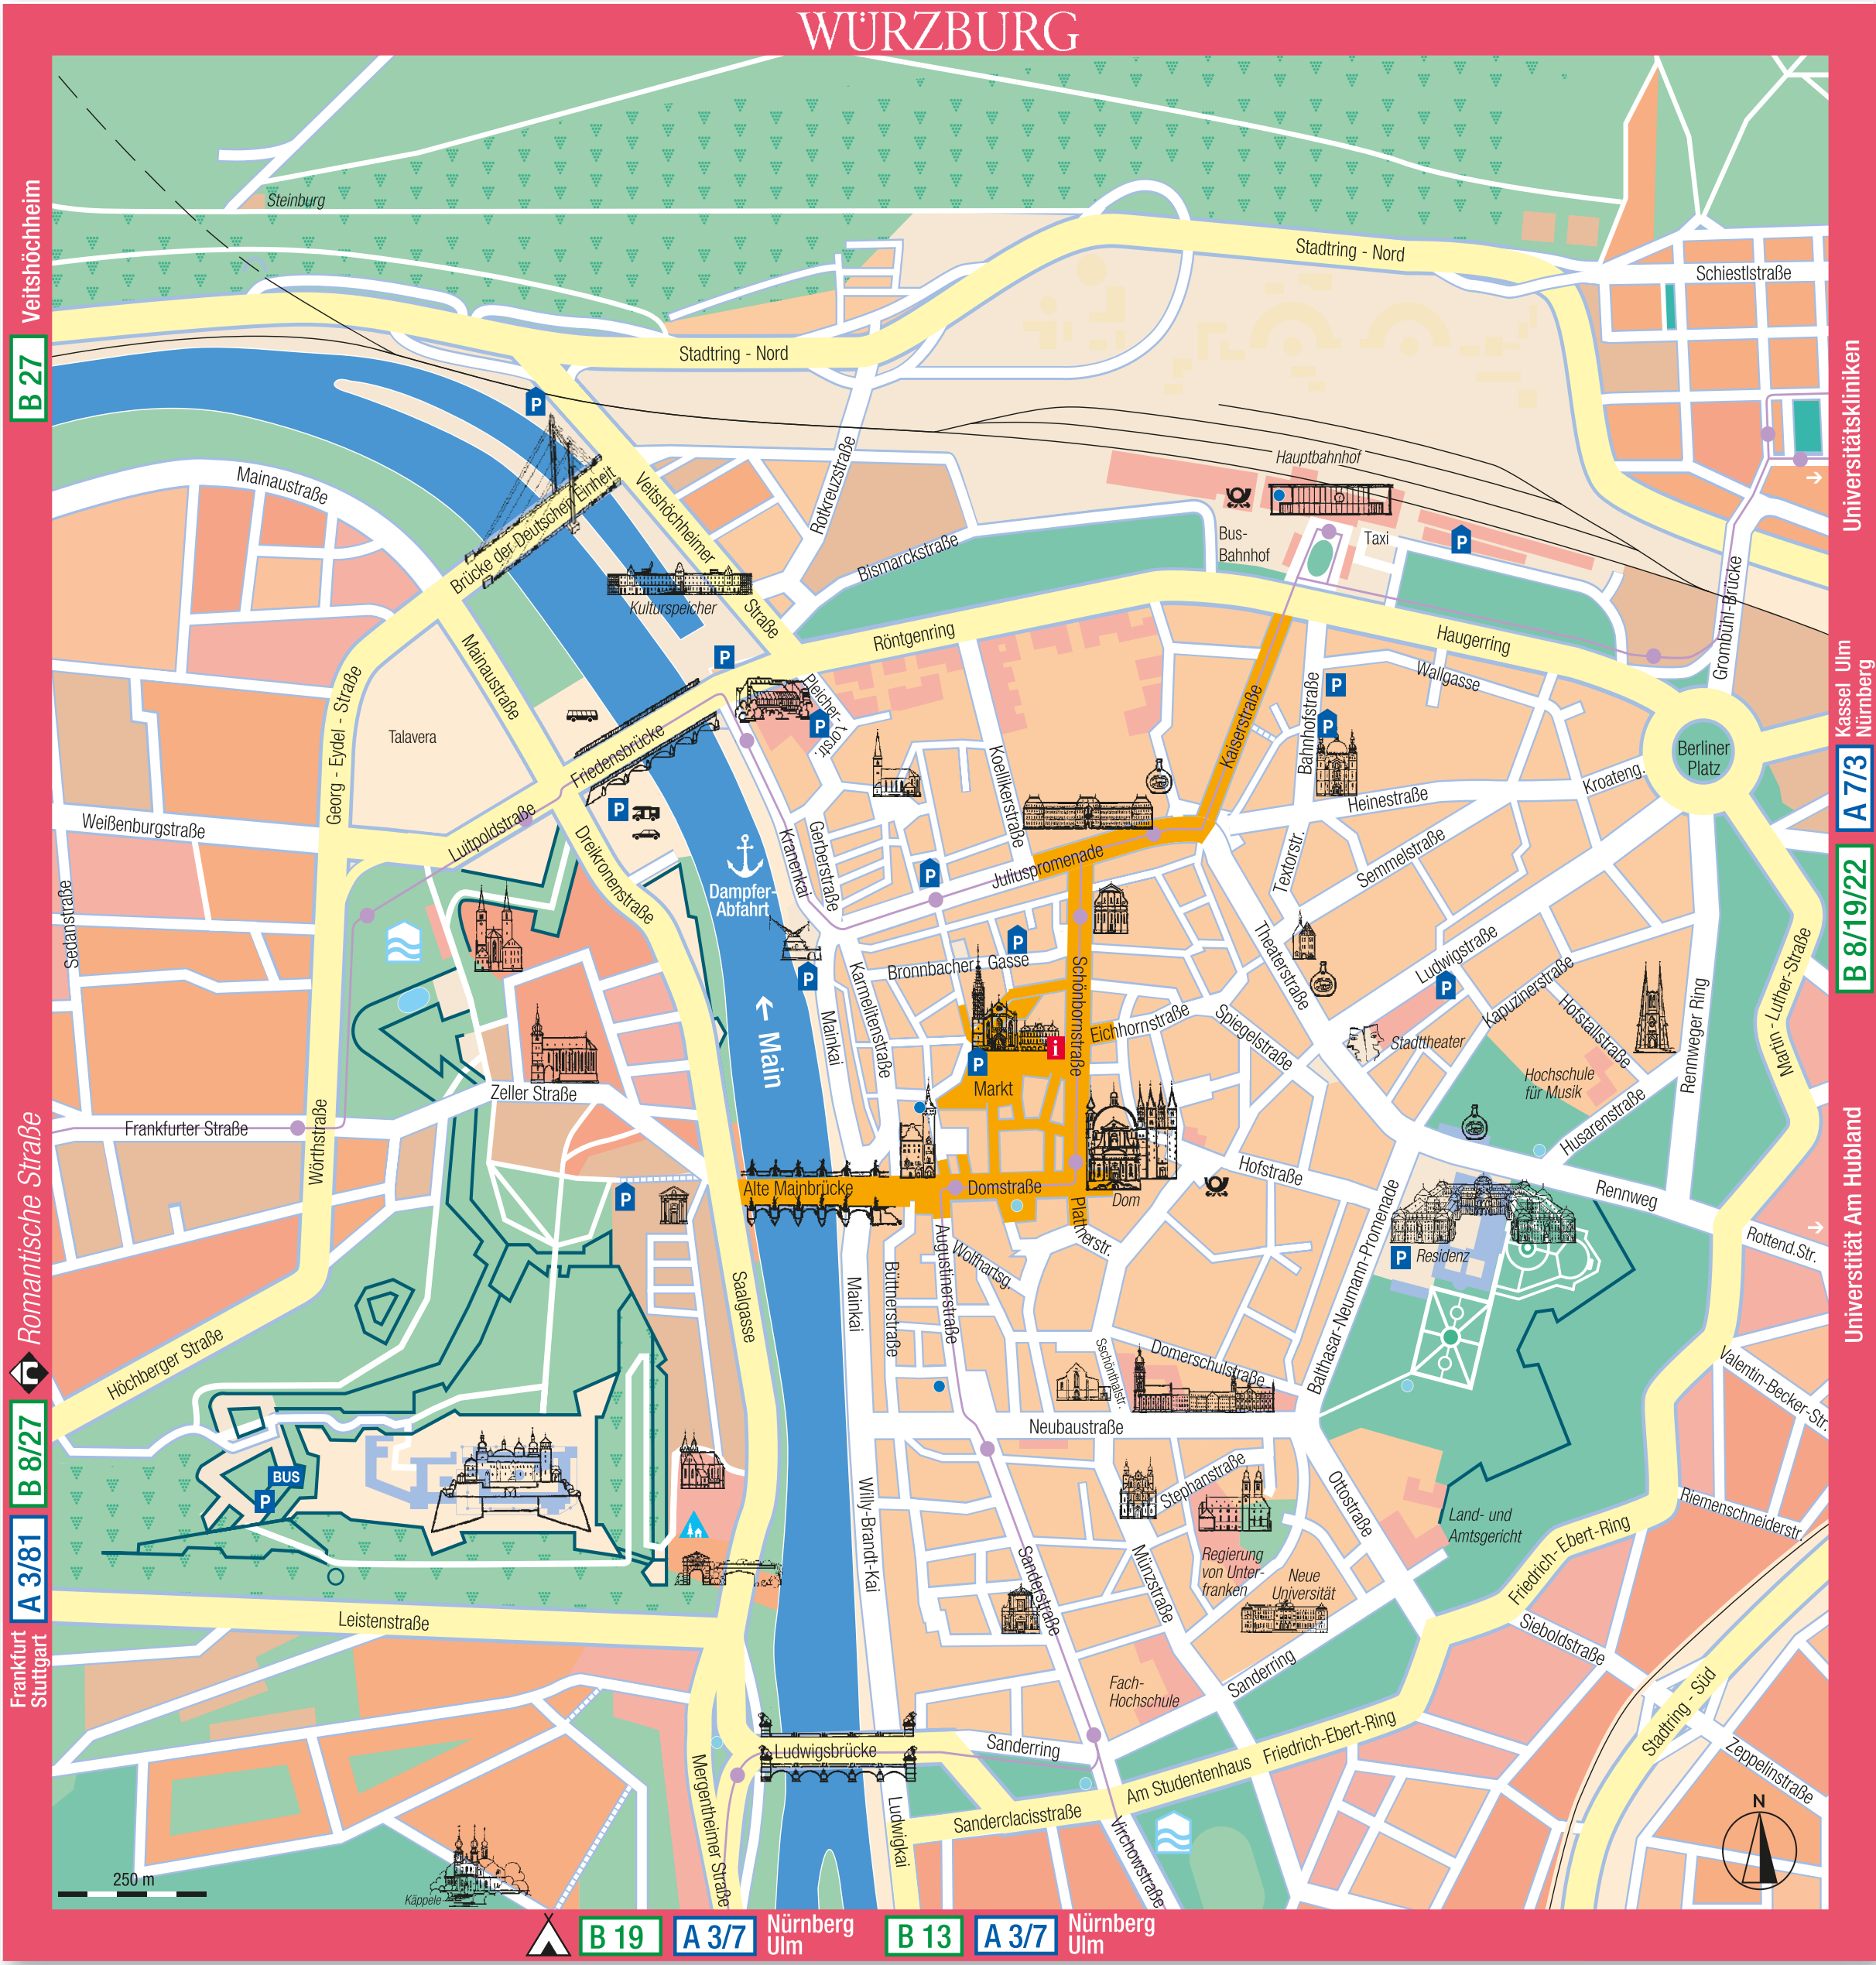 WÜRZBURG
Steinburg
Stadtring - Nord
Schiestlstraße
Stadtring - Nord
Veitshöchheim
B 27
Universitätskliniken
Mainaustraße
Brücke der Deutschen Einheit
Veitshöchheimer
Straße
Rotkreuzstraße
Bismarckstraße
Hauptbahnhof
Bus-
Bahnhof
Taxi
P
P
Kulturspeicher
Grombühl-Brücke
Röntgenring
Haugerring
Wallgasse
P
P
P
P
Pleicher-
torstr.
Mainaustraße
Georg - Eydel - Straße
Talavera
Friedensbrücke
Koellikerstraße
Kaiserstraße
Bahnhofstraße
Berliner
Platz
Kroateng.
Heinestraße
Kassel Ulm
Nürnberg
A 7/3
B 8/19/22
P
Weißenburgstraße
Luitpoldstraße
Dreikronenstraße
Kranenkai
Gerberstraße
Juliuspromenade
Textorstr.
Semmelstraße
P
Dampfer-
Abfahrt
Sedanstraße
Theaterstraße
Ludwigstraße
P
P
P
Bronnbacher Gasse
Karmelitenstraße
Mainkai
Main
Schönbornstraße
Eichhornstraße
Spiegelstraße
Kapuzinerstraße
Hofstallstraße
Stadttheater
Rennweger Ring
Martin - Luther - Straße
i
P
Markt
Hochschule
für Musik
Husarenstraße
Zeller Straße
Frankfurter Straße
Wörthstraße
Romantische Straße
Universtität Am Hubland
P
Alte Mainbrücke
Domstraße
Dom
Plattnerstr.
Hofstraße
Rennweg
Rottend.Str.
P
Residenz
Balthasar-Neumann-Promenade
Augustinerstraße
Wolfhartsg.
Büttnerstraße
Mainkai
Saalgasse
Höchberger Straße
Sschönthalstr.
Domerschulstraße
Valentin-Becker-Str.
Neubaustraße
B 8/27
A 3/81
Frankfurt
Stuttgart
BUS
P
Willy-Brandt-Kai
Stephanstraße
Ottostraße
Land- und
Amtsgericht
Riemenschneiderstr.
Friedrich-Ebert-Ring
Regierung
von Unter-
franken
Neue
Universität
Münzstraße
Sanderstraße
Leistenstraße
Sieboldstraße
Fach-
Hochschule
Sanderring
Stadtring - Süd
Ludwigsbrücke
Sanderring
Am Studentenhaus
Friedrich-Ebert-Ring
Zeppelinstraße
Mergentheimer Straße
Ludwigkai
Sanderclacisstraße
Virchowstraße
N
250 m
Käppele
B 19
A 3/7
Nürnberg
Ulm
B 13
A 3/7
Nürnberg
Ulm